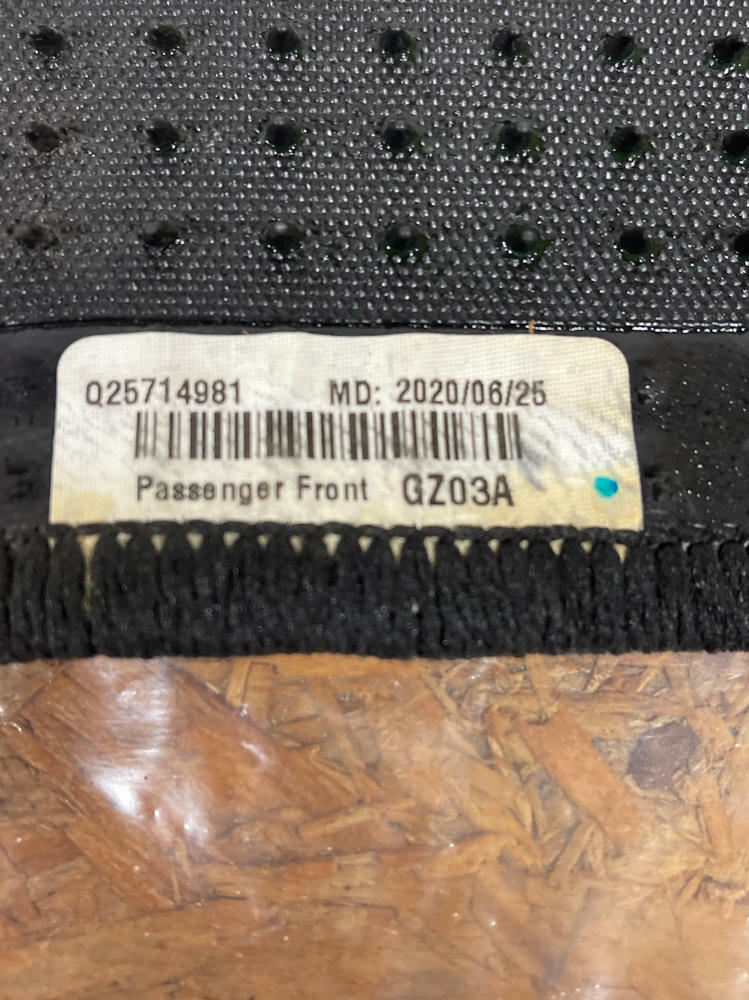 Q25714981 MD: 2020/06/25
Passenger Front GZ03A